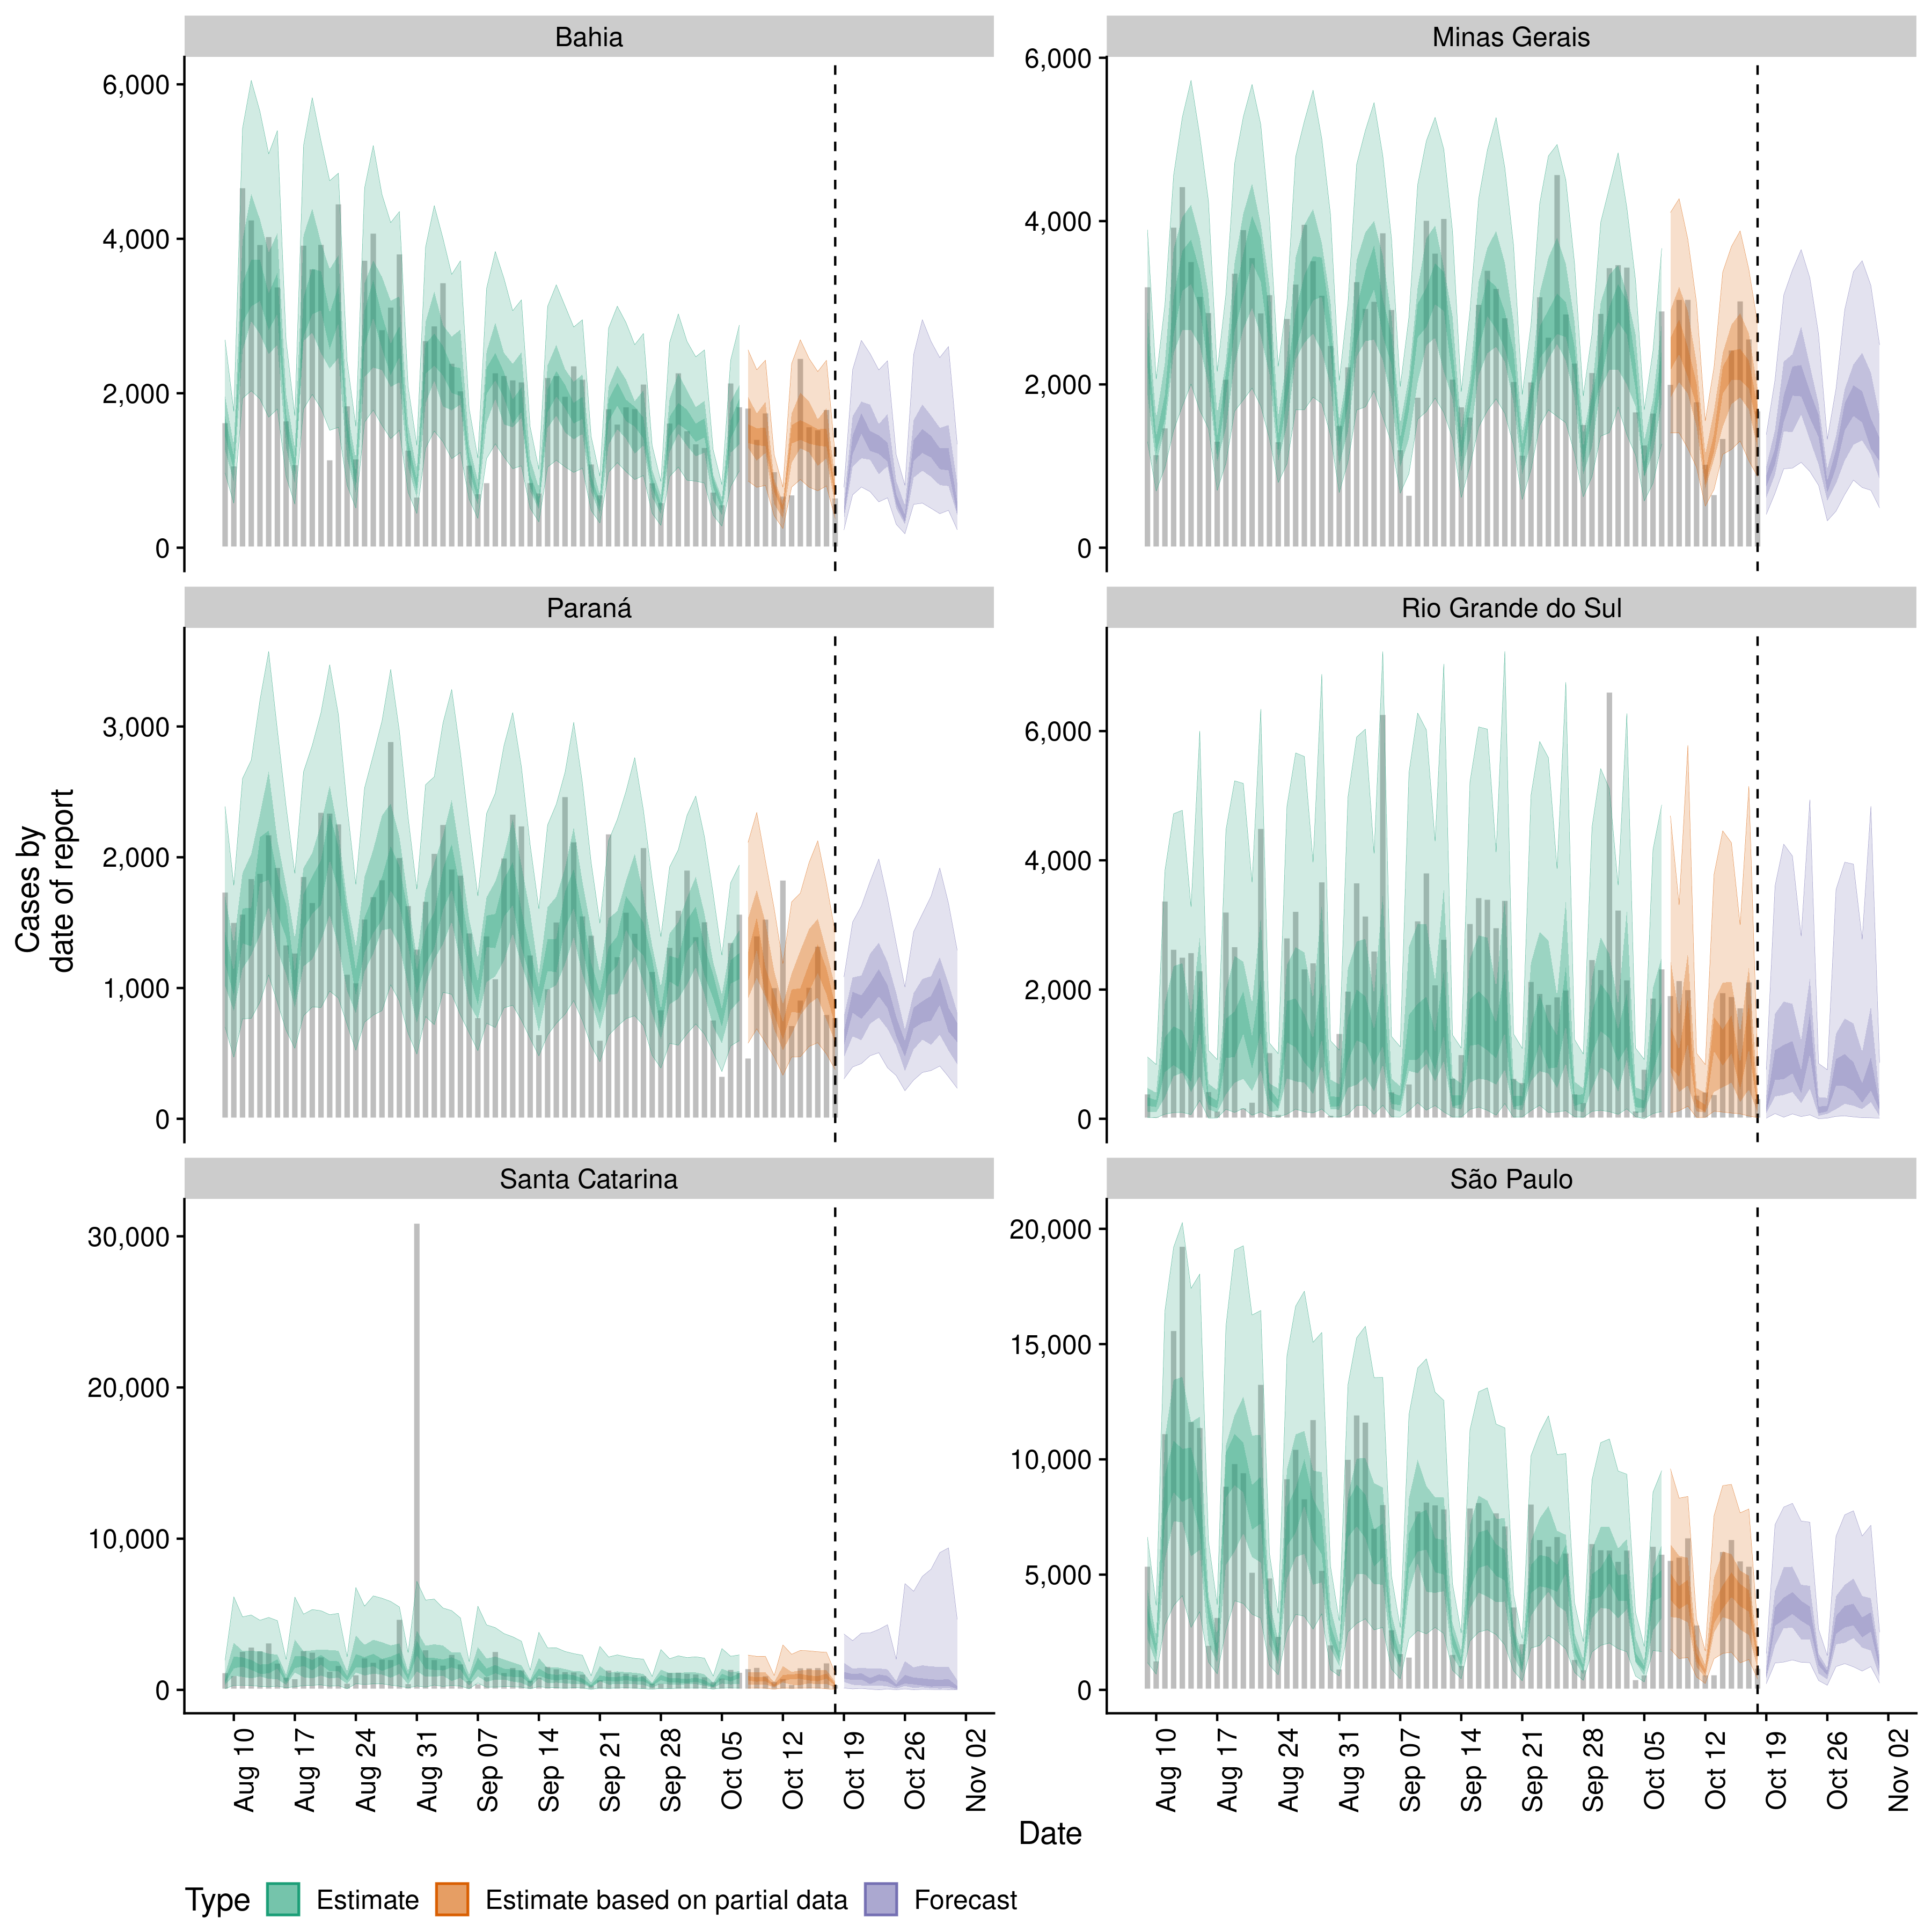 Bahia
Minas Gerais
6,000
4,000
2,000
0
6,000
4,000
2,000
0
Paraná
Rio Grande do Sul
3,000
2,000
1,000
0
6,000
4,000
2,000
0
Cases by
date of report
Santa Catarina
São Paulo
30,000
20,000
10,000
0
20,000
15,000
10,000
5,000
0
Aug 10
Aug 17
Aug 24
Aug 31
Sep 07
Sep 14
Sep 21
Sep 28
Oct 05
Oct 12
Oct 19
Oct 26
Nov 02
Aug 10
Aug 17
Aug 24
Aug 31
Sep 07
Sep 14
Sep 21
Sep 28
Oct 05
Oct 12
Oct 19
Oct 26
Nov 02
Date
Type Estimate Estimate based on partial data Forecast